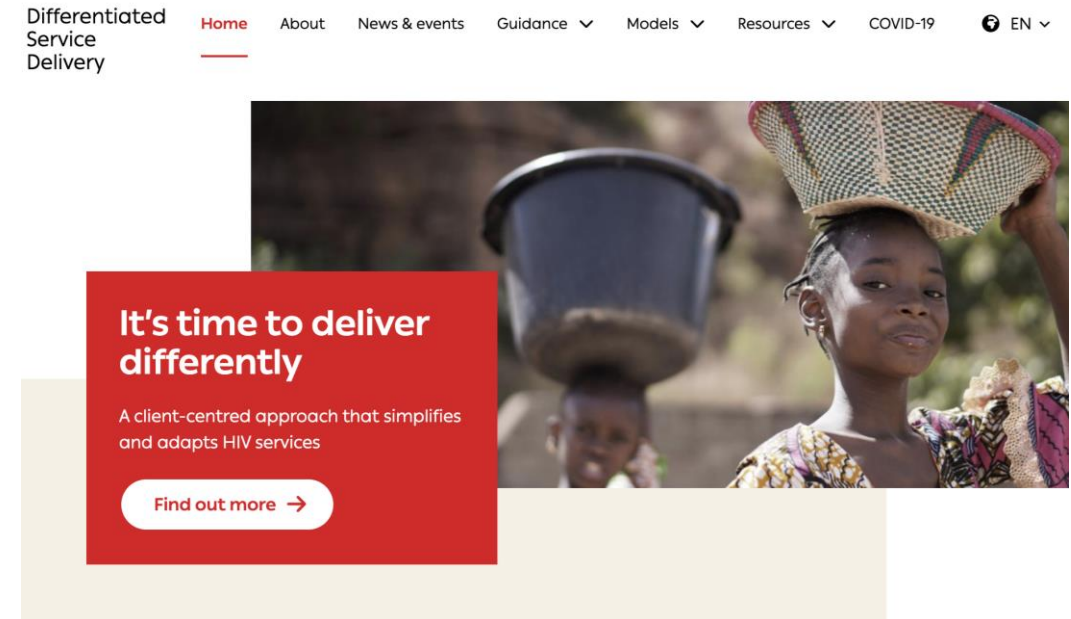 Differentiated
Service
Delivery
Home
About
News & events
Guidance
Models
Resources
COVID-19
EN
It's time to deliver
differently
A client-centred approach that simplifies
and adapts HIV services
Find out more →